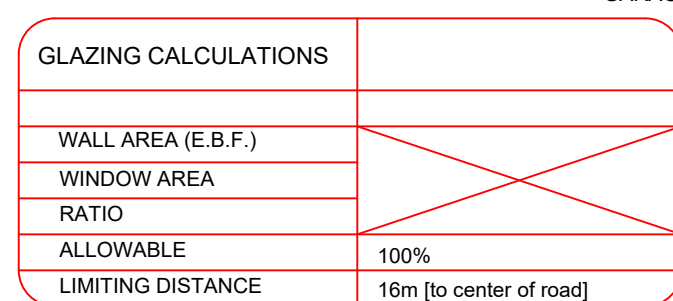 GLAZING CALCULATIONS
WALL AREA (E.B.F.)
WINDOW AREA
RATIO
ALLOWABLE 100%
LIMITING DISTANCE 16m [to center of road]